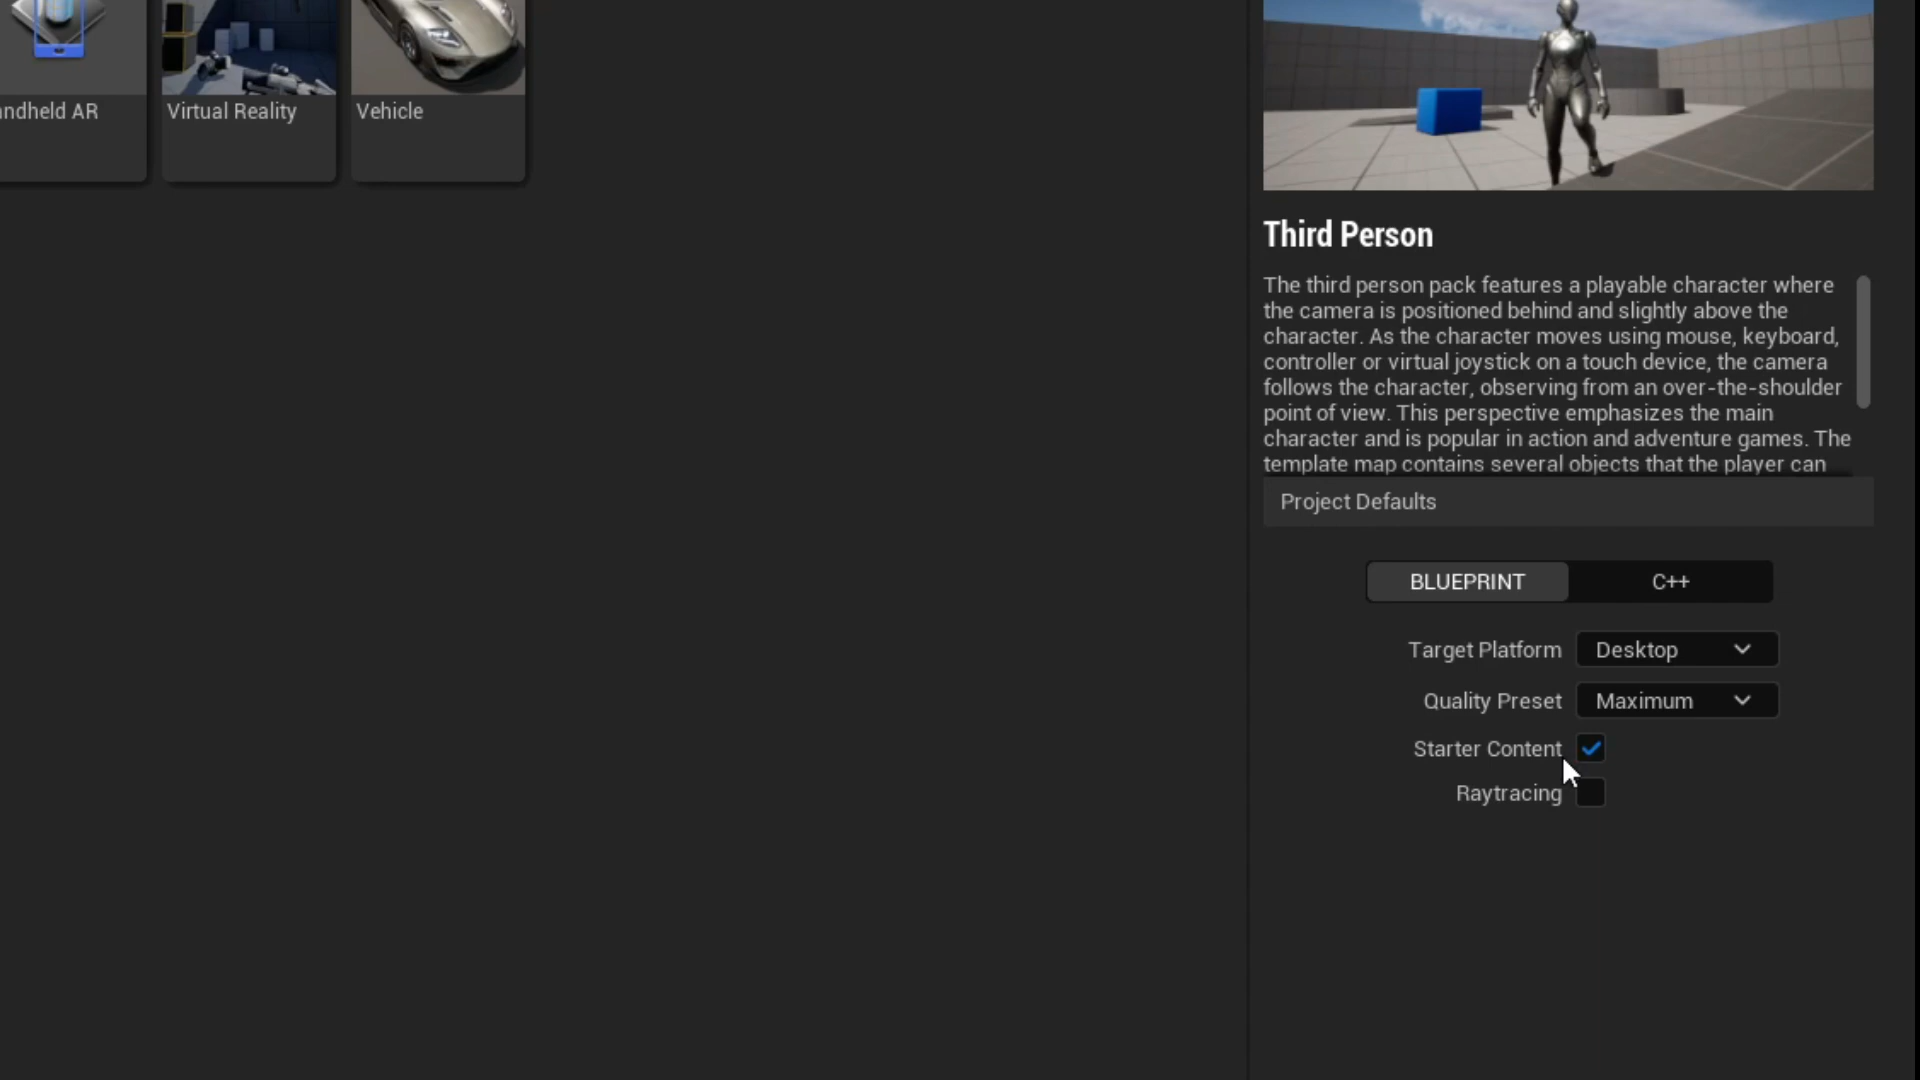 ndheld AR
Virtual Reality
Vehicle
Third Person
The third person pack features a playable character where
the camera is positioned behind and slightly above the
character. As the character moves using mouse, keyboard,
controller or virtual joystick on a touch device, the camera
follows the character, observing from an over-the-shoulder
point of view. This perspective emphasizes the main
character and is popular in action and adventure games. The
template map contains several objects that the player can
Project Defaults
BLUEPRINT
C++
Target Platform
Desktop
Quality Preset
Maximum
Starter Content
Raytracing